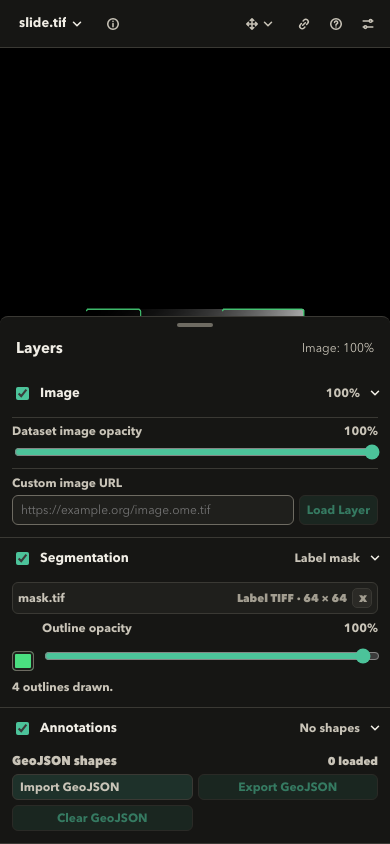 slide.tif
Layers
Image: 100%
Image
100%
Dataset image opacity
100%
Custom image URL
https://example.org/image.ome.tif
Load Layer
Segmentation
Label mask
mask.tif
Label TIFF • 64 × 64
x
Outline opacity
100%
4 outlines drawn.
Annotations
No shapes
GeoJSON shapes
0 loaded
Import GeoJSON
Export GeoJSON
Clear GeoJSON